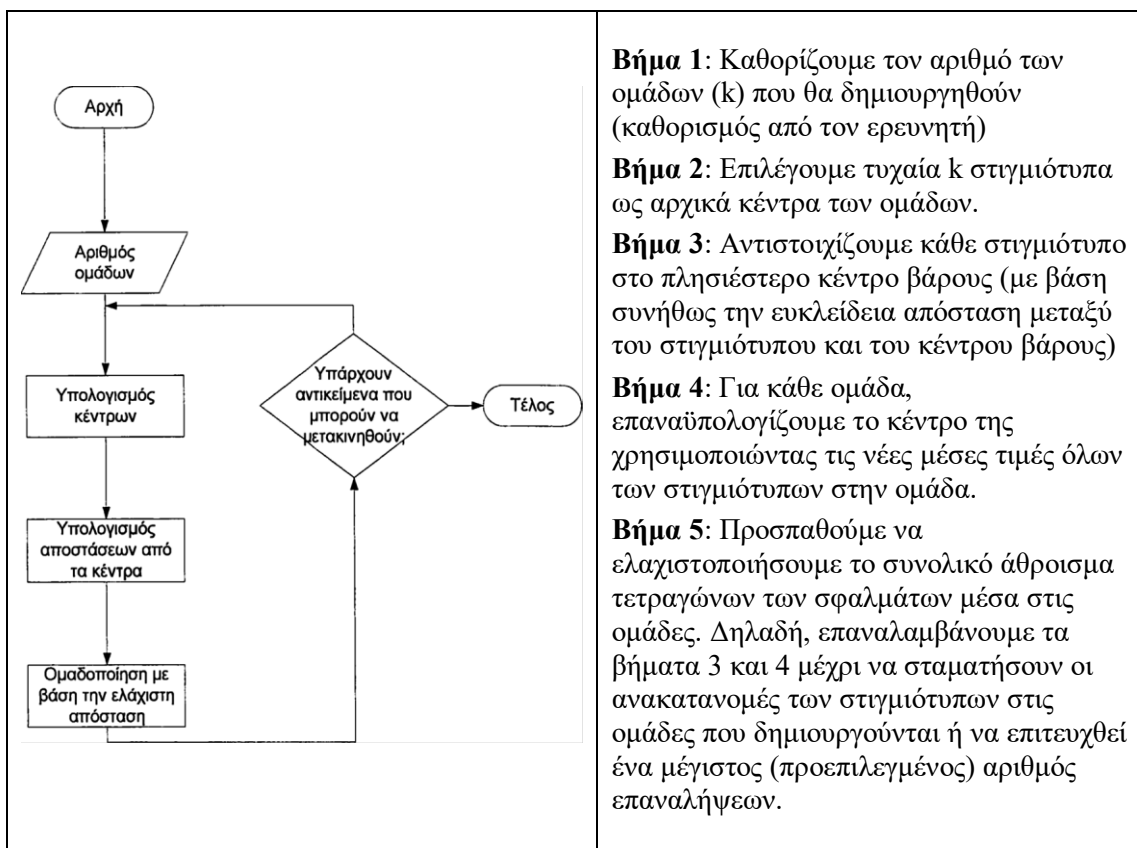 Αρχή
Αριθμός
ομάδων
Υπολογισμός
κέντρων
Υπολογισμός
αποστάσεων από
τα κέντρα
Ομαδοποίηση με
βάση την ελάχιστη
απόσταση
Υπάρχουν
αντικείμενα που
μπορούν να
μετακινηθούν;
Τέλος
Βήμα 1: Καθορίζουμε τον αριθμό των
ομάδων (k) που θα δημιουργηθούν
(καθορισμός από τον ερευνητή)
Βήμα 2: Επιλέγουμε τυχαία k στιγμιότυπα
ως αρχικά κέντρα των ομάδων.
Βήμα 3: Αντιστοιχίζουμε κάθε στιγμιότυπο
στο πλησιέστερο κέντρο βάρους (με βάση
συνήθως την ευκλείδεια απόσταση μεταξύ
του στιγμιότυπου και του κέντρου βάρους)
Βήμα 4: Για κάθε ομάδα,
επαναϋπολογίζουμε το κέντρο της
χρησιμοποιώντας τις νέες μέσες τιμές όλων
των στιγμιότυπων στην ομάδα.
Βήμα 5: Προσπαθούμε να
ελαχιστοποιήσουμε το συνολικό άθροισμα
τετραγώνων των σφαλμάτων μέσα στις
ομάδες. Δηλαδή, επαναλαμβάνουμε τα
βήματα 3 και 4 μέχρι να σταματήσουν οι
ανακατανομές των στιγμιότυπων στις
ομάδες που δημιουργούνται ή να επιτευχθεί
ένα μέγιστος (προεπιλεγμένος) αριθμός
επαναλήψεων.